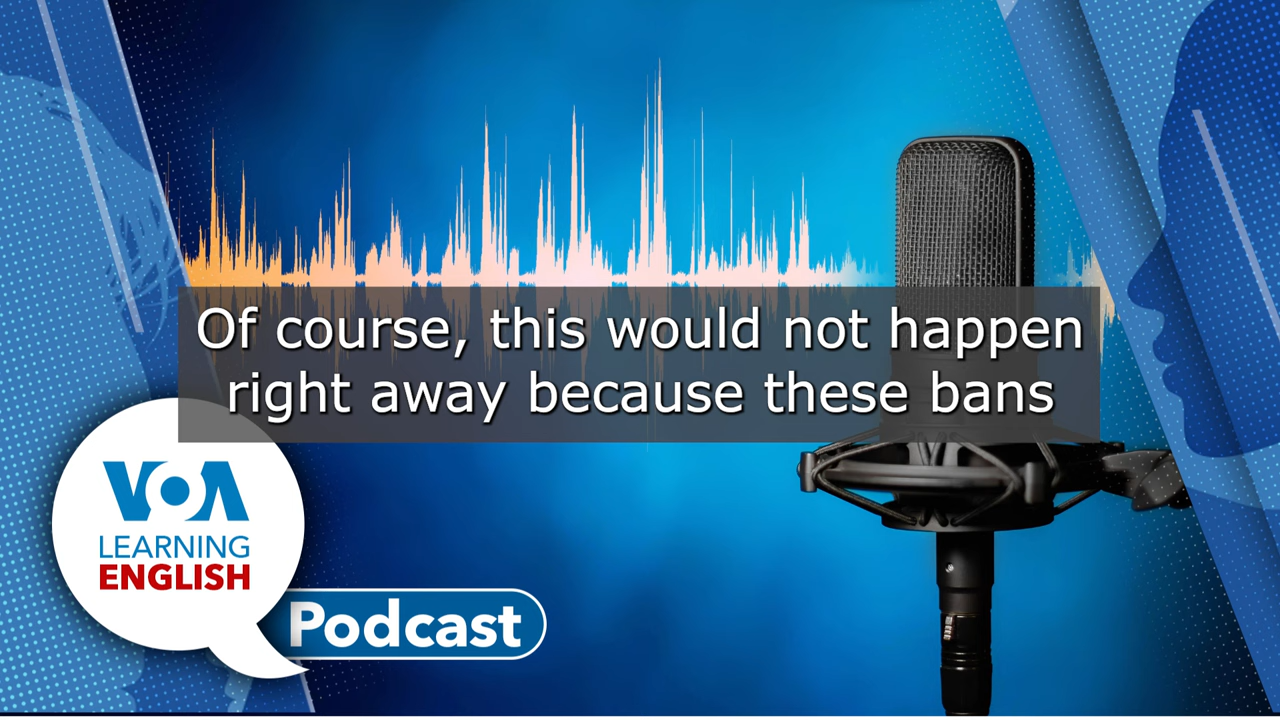 Of course, this would not happen
right away because these bans
VOA
LEARNING
ENGLISH
Podcast